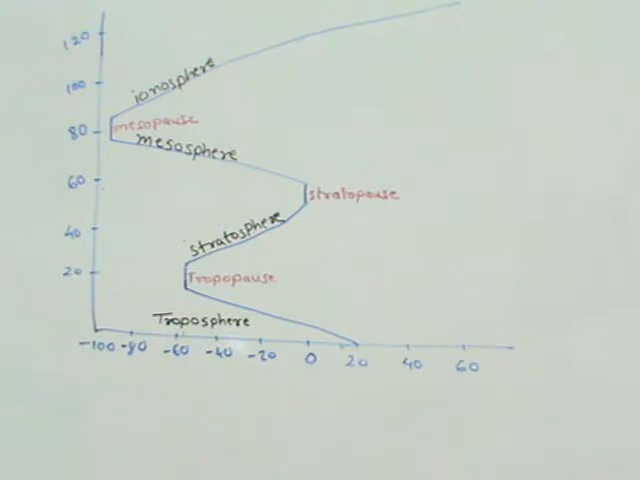 120
ionosphere
100
mesopause
80
mesosphere
60
stratopause
40
stratosphere
20
Tropopause
Troposphere
-100 -80 -60 -40 -20 0 20 40 60